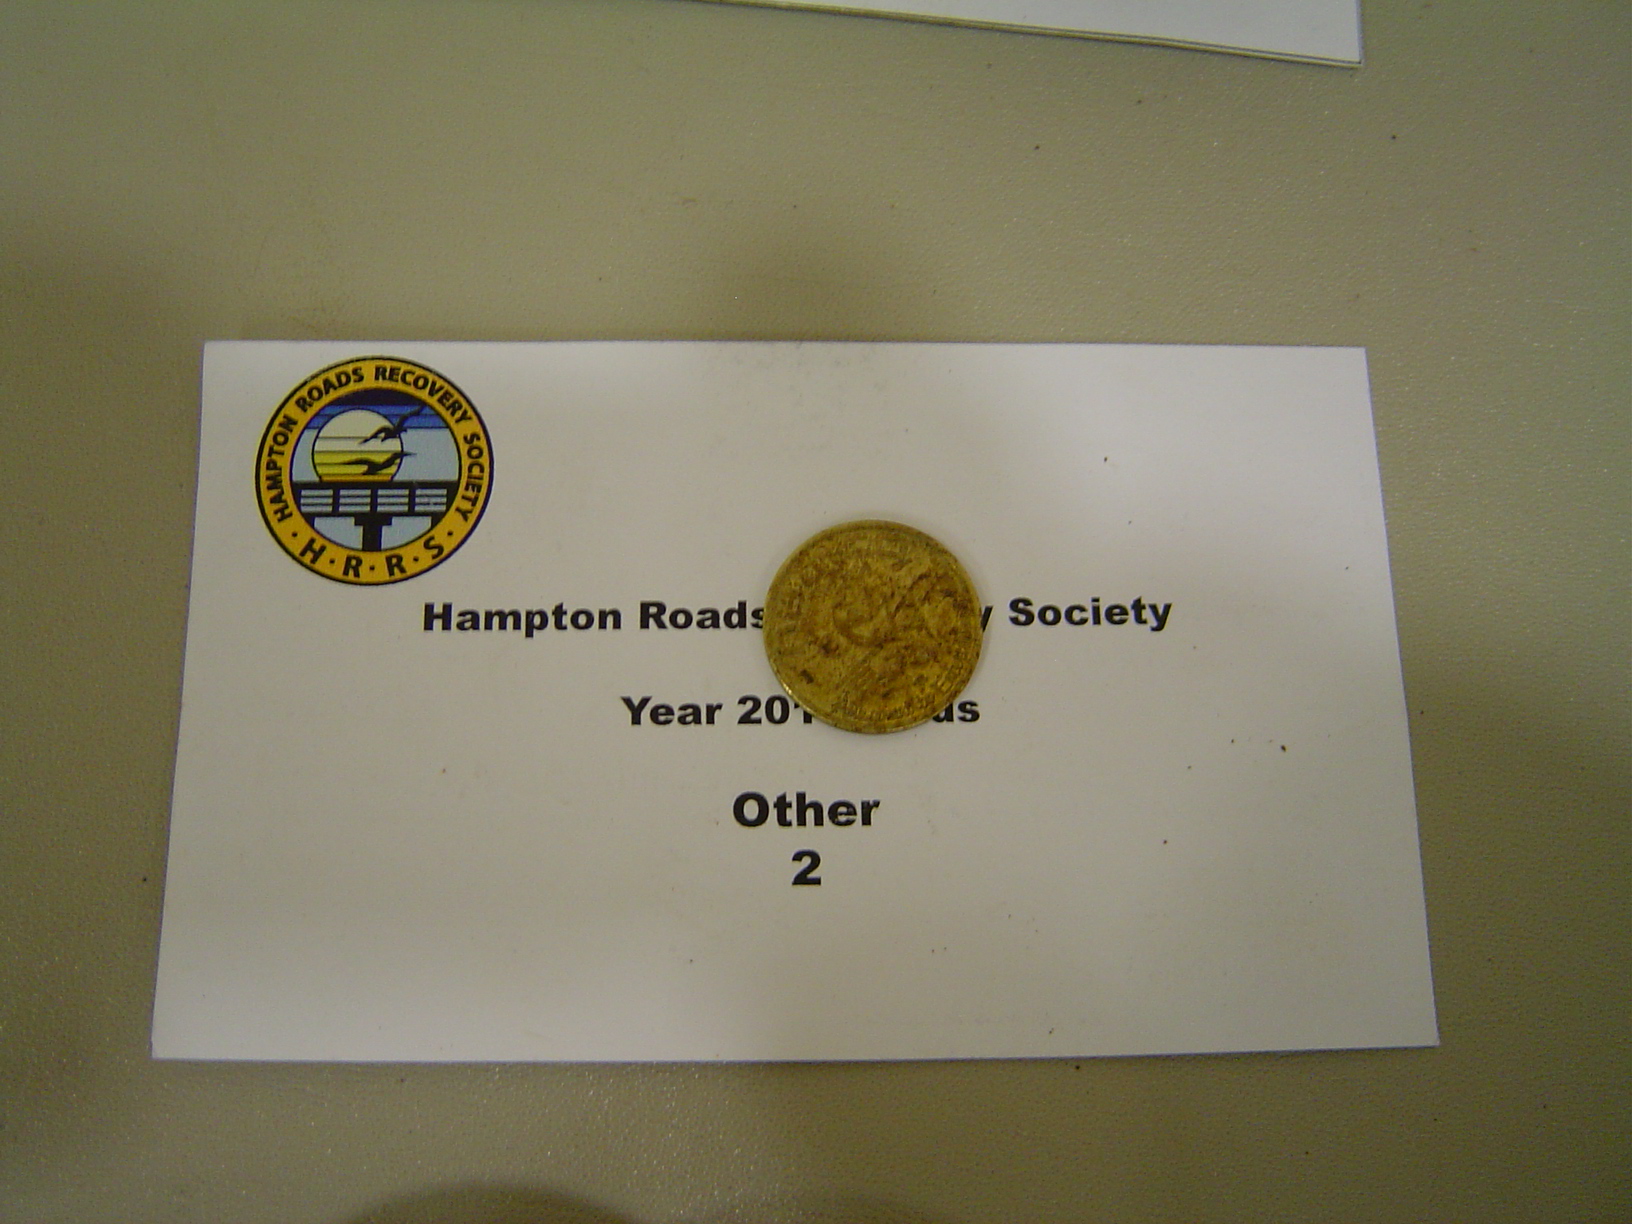 HAMPTON ROADS RECOVERY SOCIETY
· H · R · R · S ·
Hampton Roads y Society
Year 201 ds
Other
2